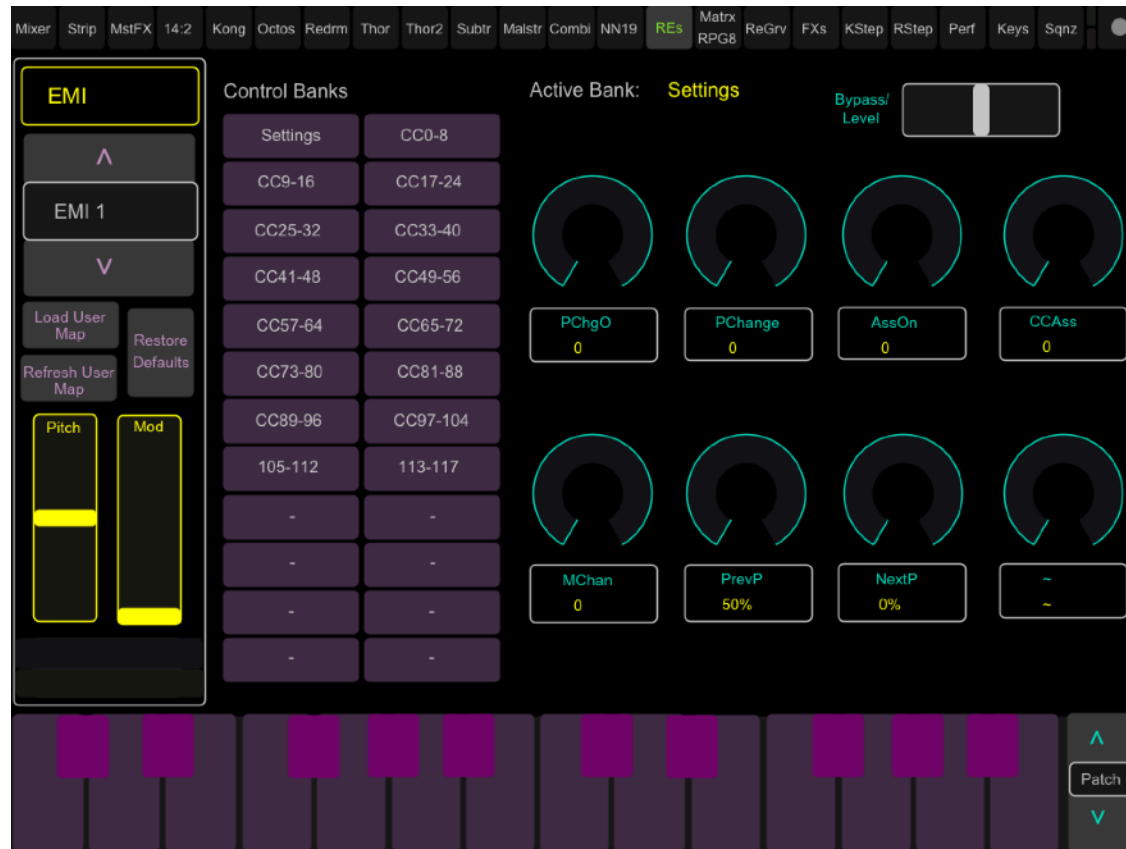 Mixer Strip MstFX 14:2 Kong Octos Redrm Thor Thor2 Subtr Malstr Combi NN19 REs Matrx RPG8 ReGrv FXs KStep RStep Perf Keys Sqnz
EMI
Control Banks
Active Bank: Settings
Bypass/
Level
Settings CC0-8
CC9-16 CC17-24
CC25-32 CC33-40
CC41-48 CC49-56
CC57-64 CC65-72
CC73-80 CC81-88
CC89-96 CC97-104
105-112 113-117
- -
- -
- -
- -
^
EMI 1
v
Load User
Map
Restore
Defaults
Refresh User
Map
Pitch Mod
PChgO PChange AssOn CCAss
0 0 0 0
MChan PrevP NextP ~
0 50% 0% ~
^
Patch
v